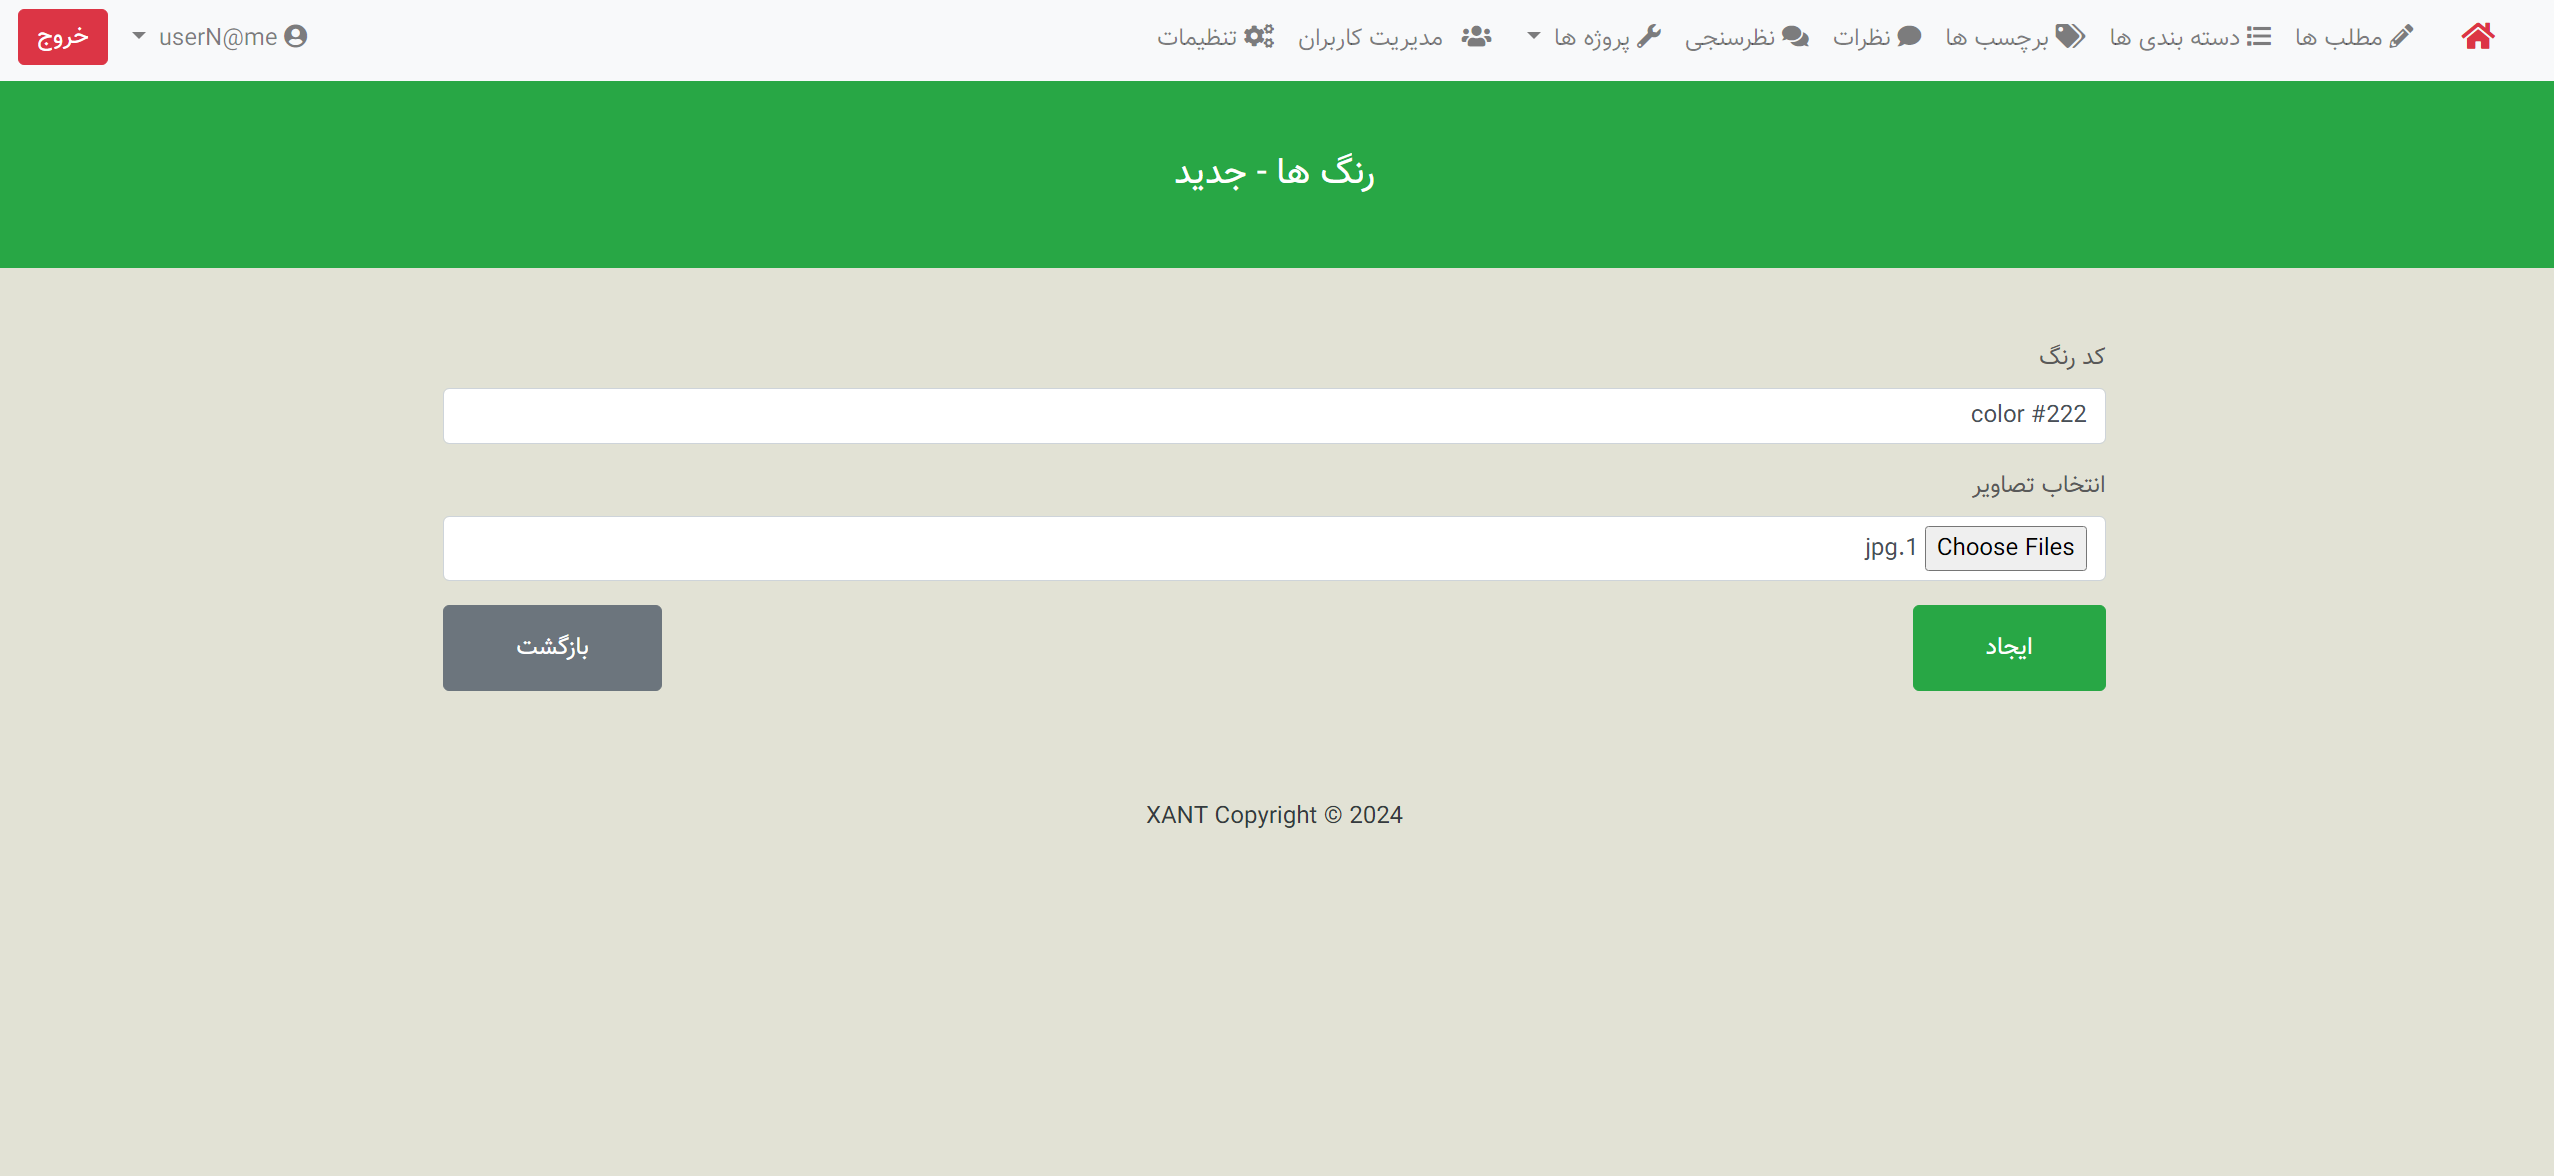 مطلب ها دسته بندی ها برچسب ها نظرات نظرسنجی پروژه ها مدیریت کاربران تنظیمات userN@me خروج
رنگ ها - جدید
کد رنگ
color #222
انتخاب تصاویر
Choose Files 1.jpg
ایجاد بازگشت
XANT Copyright © 2024